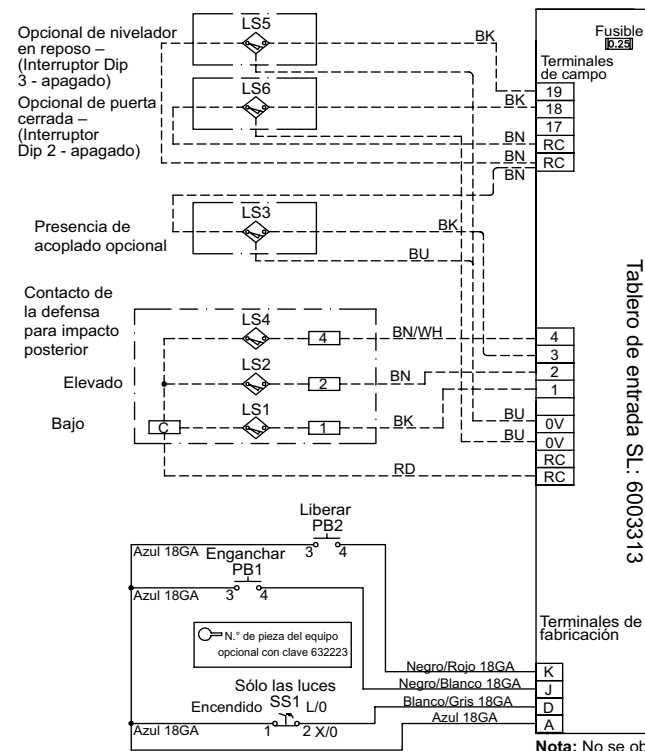 Opcional de nivelador
en reposo –
(Interruptor Dip
3 - apagado)
Opcional de puerta
cerrada –
(Interruptor
Dip 2 - apagado)
LS5
LS6
BK
BK
BN
BN
BN
Fusible
0.25
Terminales
de campo
19
18
17
RC
RC
Presencia de
acoplado opcional
LS3
BK
BU
Contacto de
la defensa
para impacto
posterior
Elevado
Bajo
LS4
4
BN/WH
LS2
2
BN
C
LS1
1
BK
BU
BU
RD
4
3
2
1
0V
0V
RC
RC
Tablero de entrada SL: 6003313
Liberar
PB2
3 4
Azul 18GA
Enganchar
PB1
3 4
Azul 18GA
N.° de pieza del equipo
opcional con clave 632223
Sólo las luces
Encendido SS1 L/0
1 2 X/0
Azul 18GA
Terminales de
fabricación
Negro/Rojo 18GA
Negro/Blanco 18GA
Blanco/Gris 18GA
Azul 18GA
K
J
D
A
Nota: No se ob